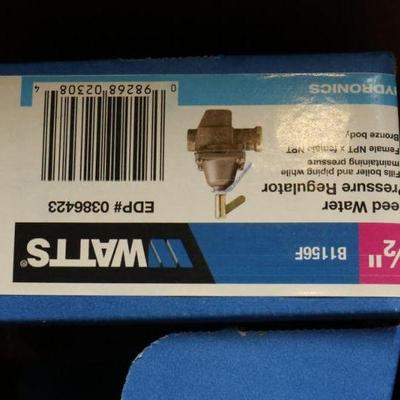 ½"
B1156F
WATTS®
eed Water
Pressure Regulator
EDP# 0386423
Fills boiler and piping while
maintaining pressure
Female NPT x female NPT
Bronze body
HYDRONICS
0 98268 02308 4